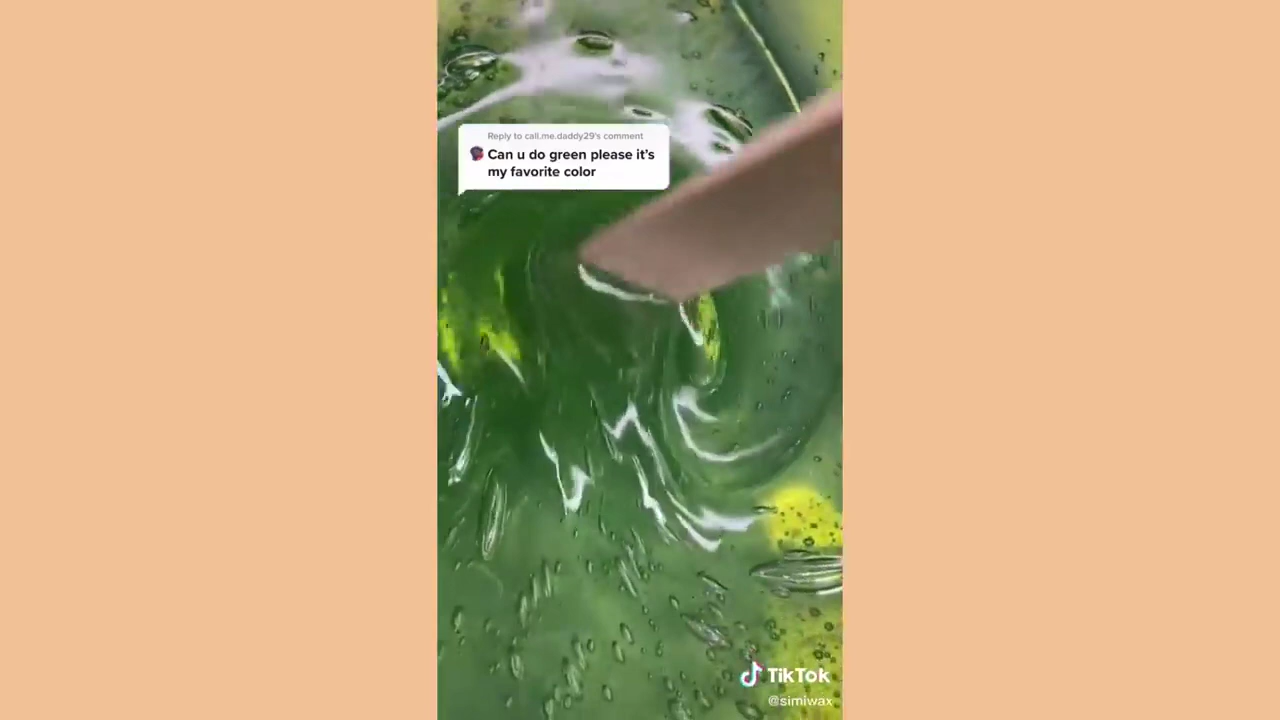 Reply to call.me.daddy29's comment
Can u do green please it's
my favorite color
TikTok
@simiwax